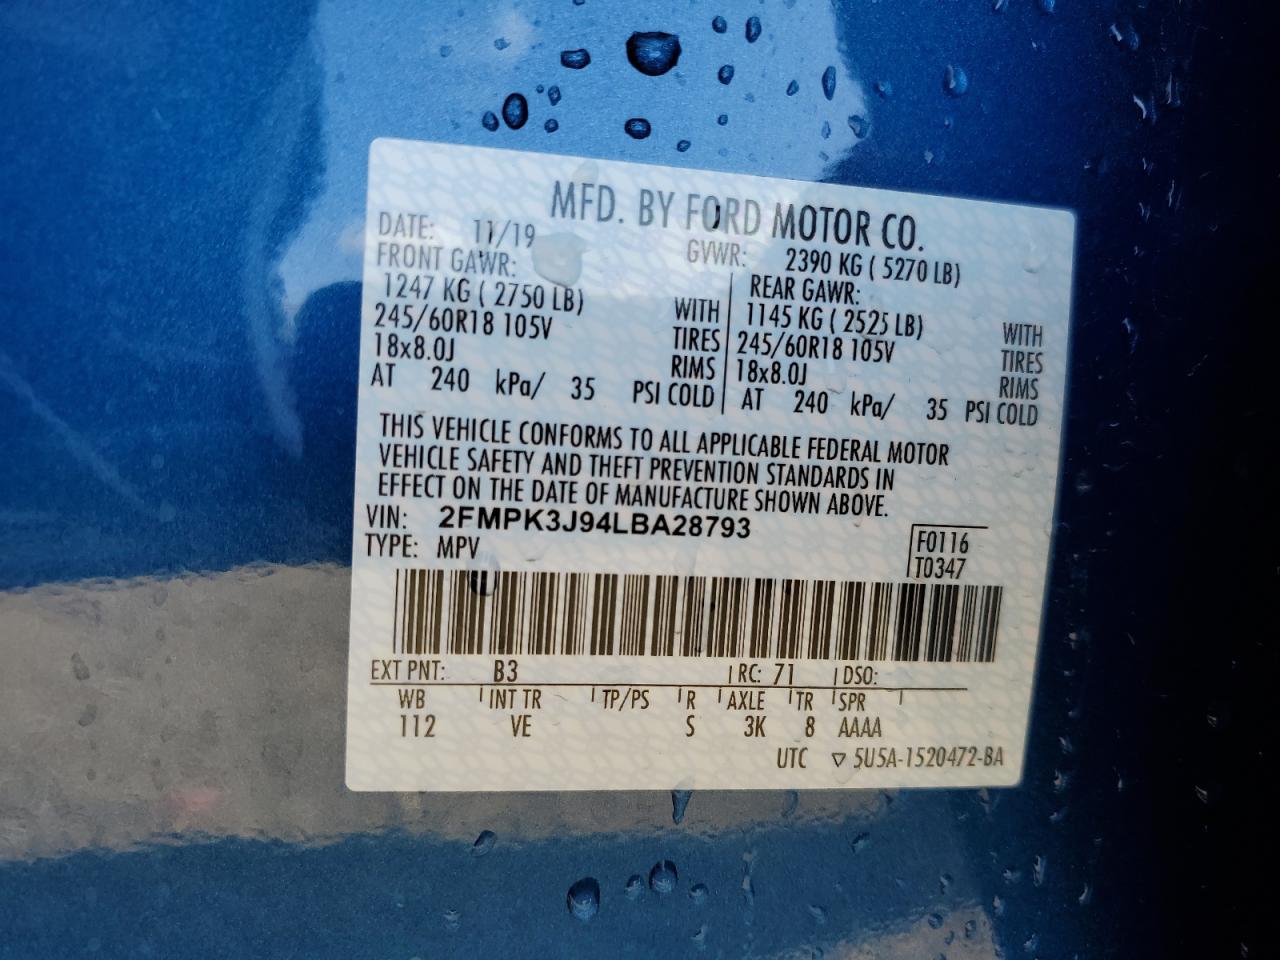 MFD. BY FORD MOTOR CO.
DATE: 11/19 GVWR: 2390 KG ( 5270 LB)
FRONT GAWR: REAR GAWR:
1247 KG ( 2750 LB) WITH 1145 KG ( 2525 LB) WITH
245/60R18 105V TIRES 245/60R18 105V TIRES
18x8.0J RIMS 18x8.0J RIMS
AT 240 kPa/ 35 PSI COLD AT 240 kPa/ 35 PSI COLD
THIS VEHICLE CONFORMS TO ALL APPLICABLE FEDERAL MOTOR
VEHICLE SAFETY AND THEFT PREVENTION STANDARDS IN
EFFECT ON THE DATE OF MANUFACTURE SHOWN ABOVE.
VIN: 2FMPK3J94LBA28793 F0116
TYPE: MPV T0347
EXT PNT: B3 RC: 71 DSO:
WB INT TR TP/PS R AXLE TR SPR
112 VE S 3K 8 AAAA
UTC ▽ 5U5A-1520472-BA